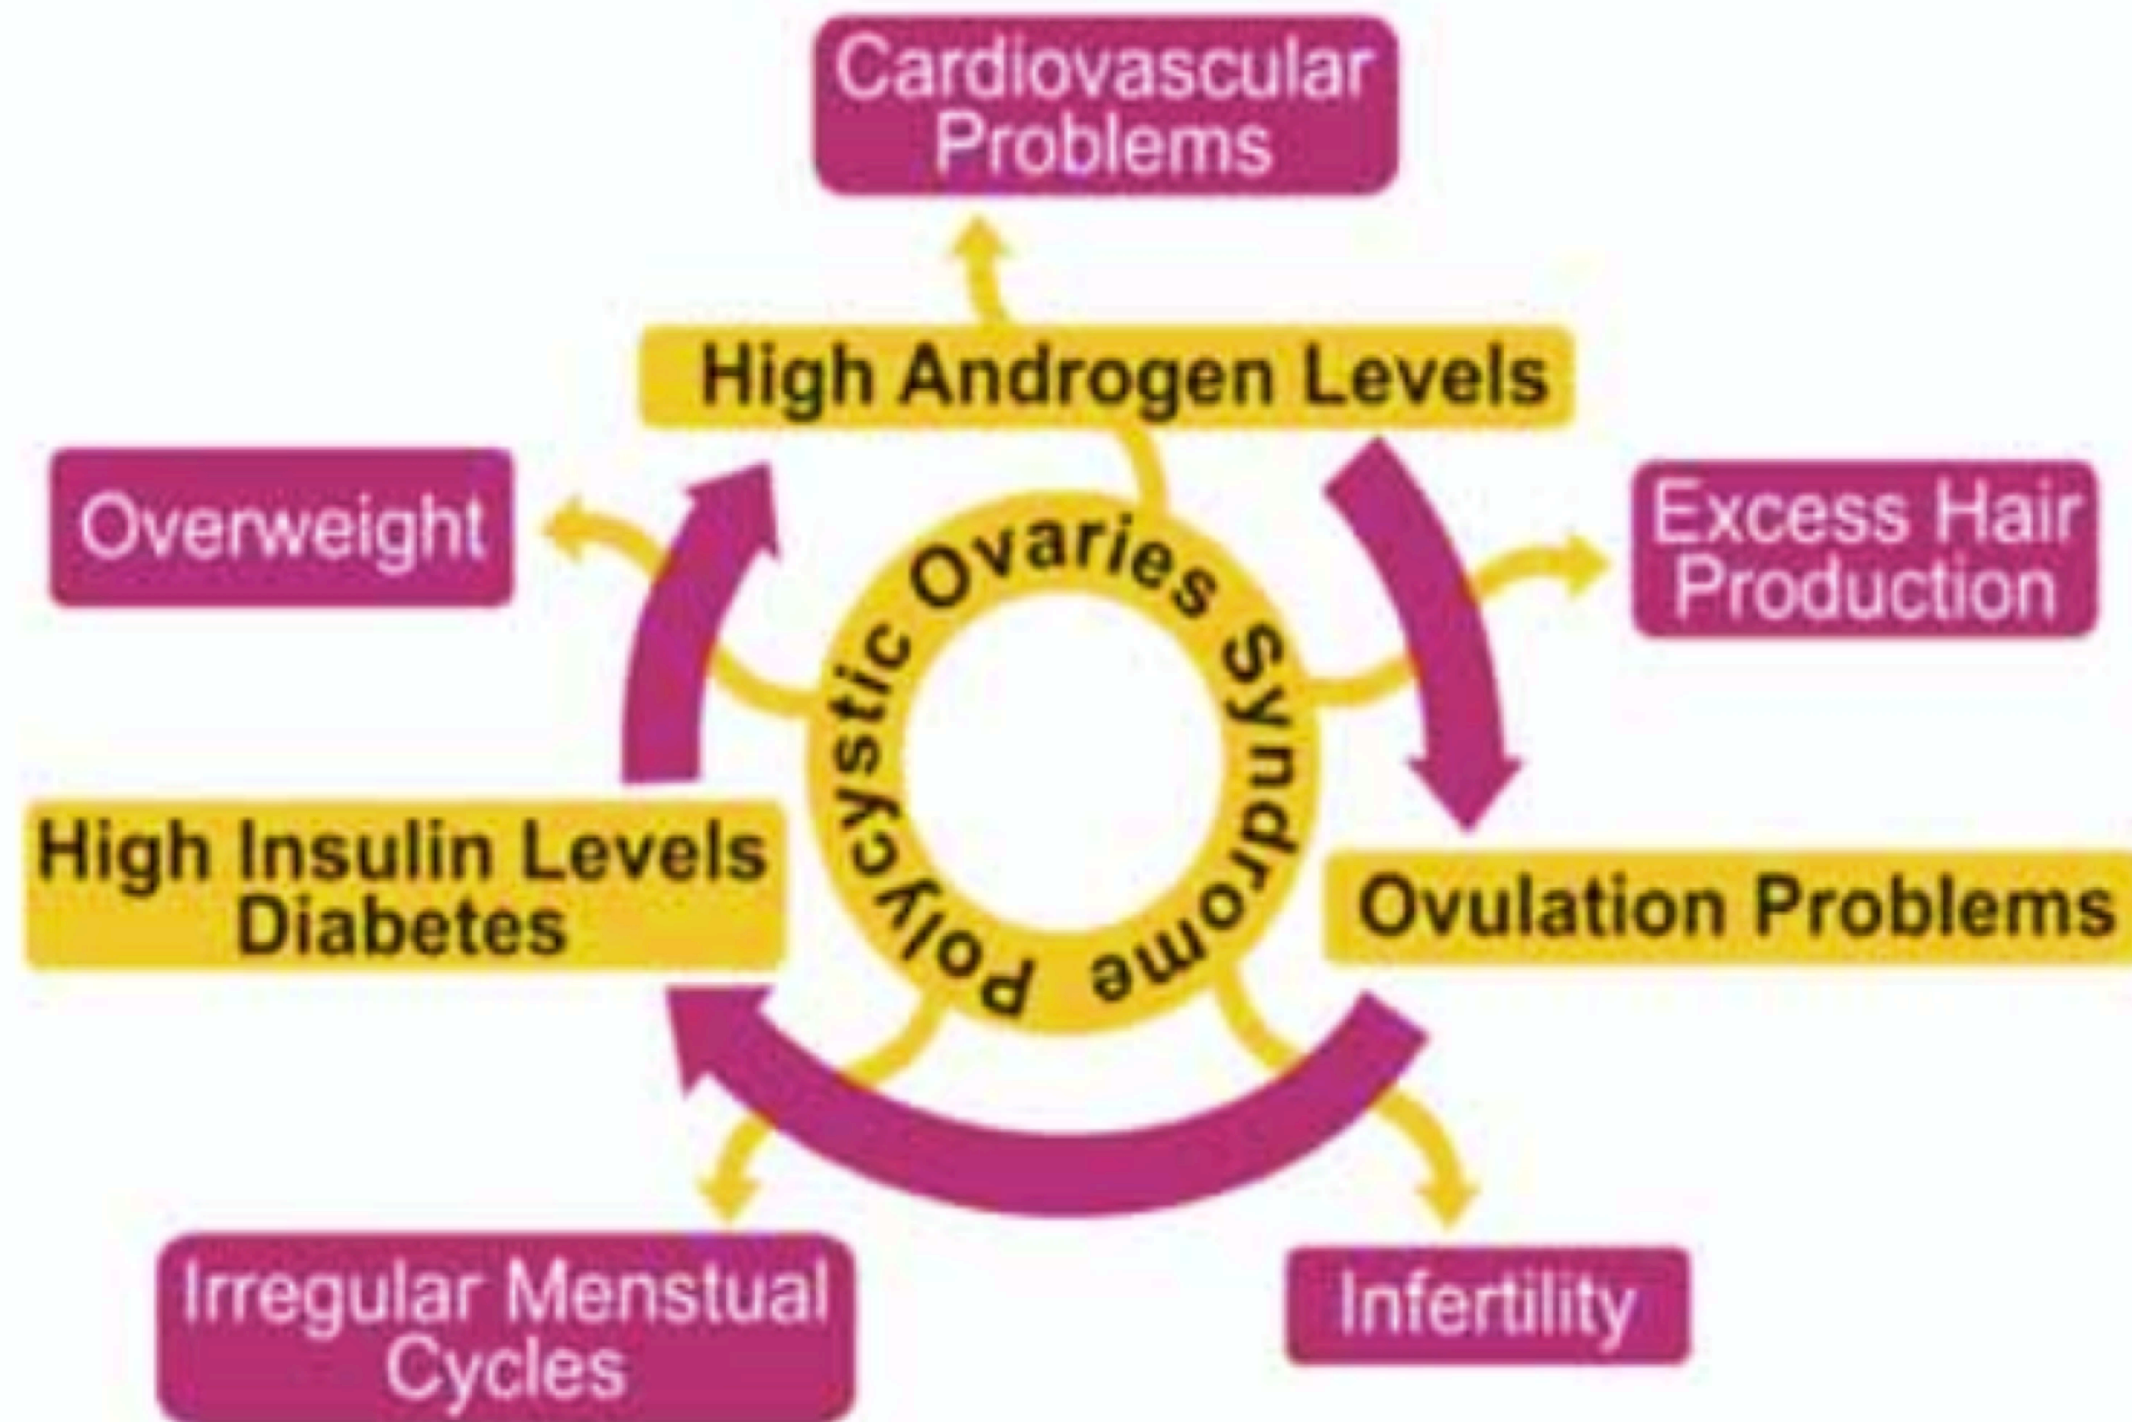 Cardiovascular
Problems
High Androgen Levels
Overweight
Excess Hair
Production
Polycystic Ovaries Syndrome
High Insulin Levels
Diabetes
Ovulation Problems
Irregular Menstual
Cycles
Infertility